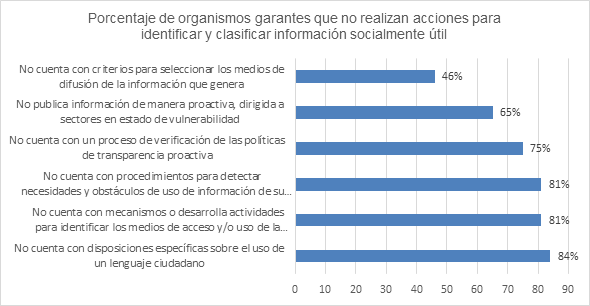 Porcentaje de organismos garantes que no realizan acciones para
identificar y clasificar información socialmente útil
No cuenta con criterios para seleccionar los medios de
difusión de la información que genera
46%
No publica información de manera proactiva, dirigida a
sectores en estado de vulnerabilidad
65%
No cuenta con un proceso de verificación de las políticas
de transparencia proactiva
75%
No cuenta con procedimientos para detectar
necesidades y obstáculos de uso de información de su...
81%
No cuenta con mecanismos o desarrolla actividades
para identificar los medios de acceso y/o uso de la...
81%
No cuenta con disposiciones específicas sobre el uso de
un lenguaje ciudadano
84%
0 10 20 30 40 50 60 70 80 90